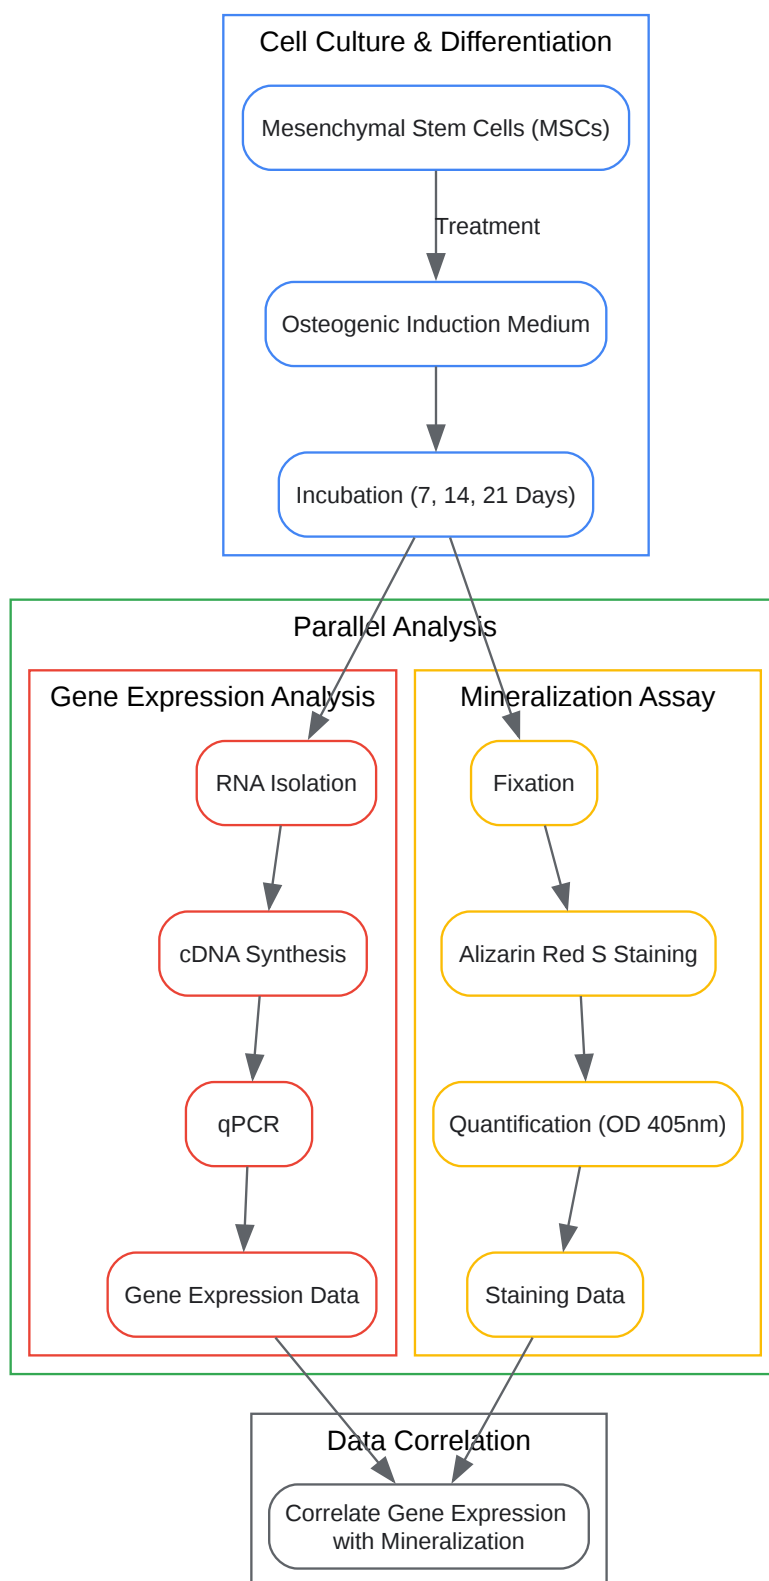 Cell Culture & Differentiation
Mesenchymal Stem Cells (MSCs)
Treatment
Osteogenic Induction Medium
Incubation (7, 14, 21 Days)
Parallel Analysis
Gene Expression Analysis
RNA Isolation
cDNA Synthesis
qPCR
Gene Expression Data
Mineralization Assay
Fixation
Alizarin Red S Staining
Quantification (OD 405nm)
Staining Data
Data Correlation
Correlate Gene Expression
with Mineralization